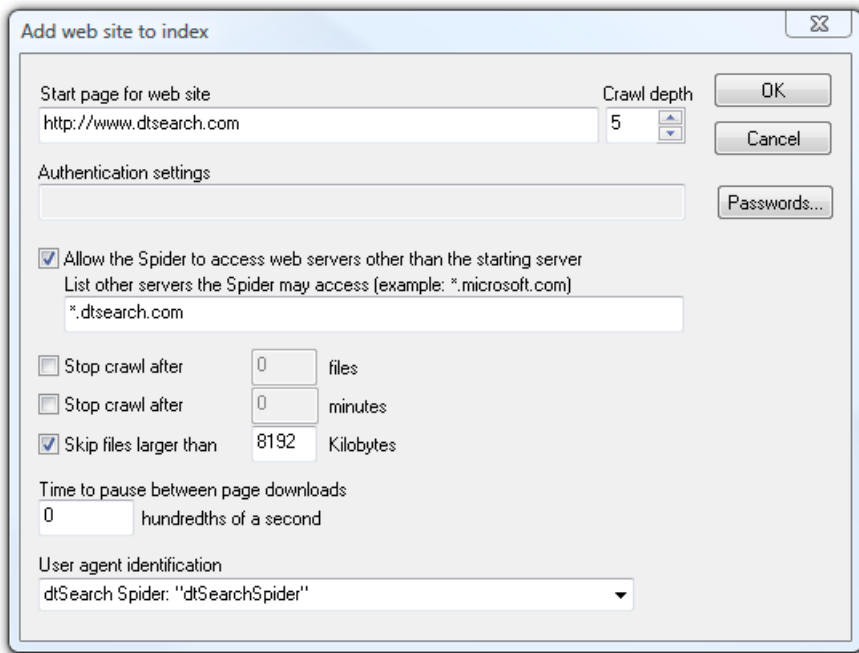 Add web site to index
Start page for web site
Crawl depth
OK
http://www.dtsearch.com
5
Cancel
Authentication settings
Passwords...
Allow the Spider to access web servers other than the starting server
List other servers the Spider may access (example: *.microsoft.com)
*.dtsearch.com
Stop crawl after 0 files
Stop crawl after 0 minutes
Skip files larger than 8192 Kilobytes
Time to pause between page downloads
0 hundredths of a second
User agent identification
dtSearch Spider: "dtSearchSpider"